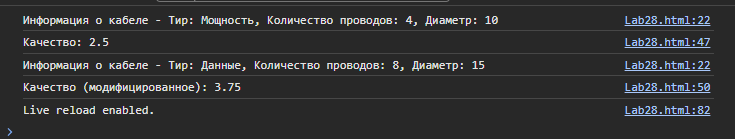 Информация о кабеле - Тир: Мощность, Количество проводов: 4, Диаметр: 10 Lab28.html:22
Качество: 2.5 Lab28.html:47
Информация о кабеле - Тир: Данные, Количество проводов: 8, Диаметр: 15 Lab28.html:22
Качество (модифицированное): 3.75 Lab28.html:50
Live reload enabled. Lab28.html:82